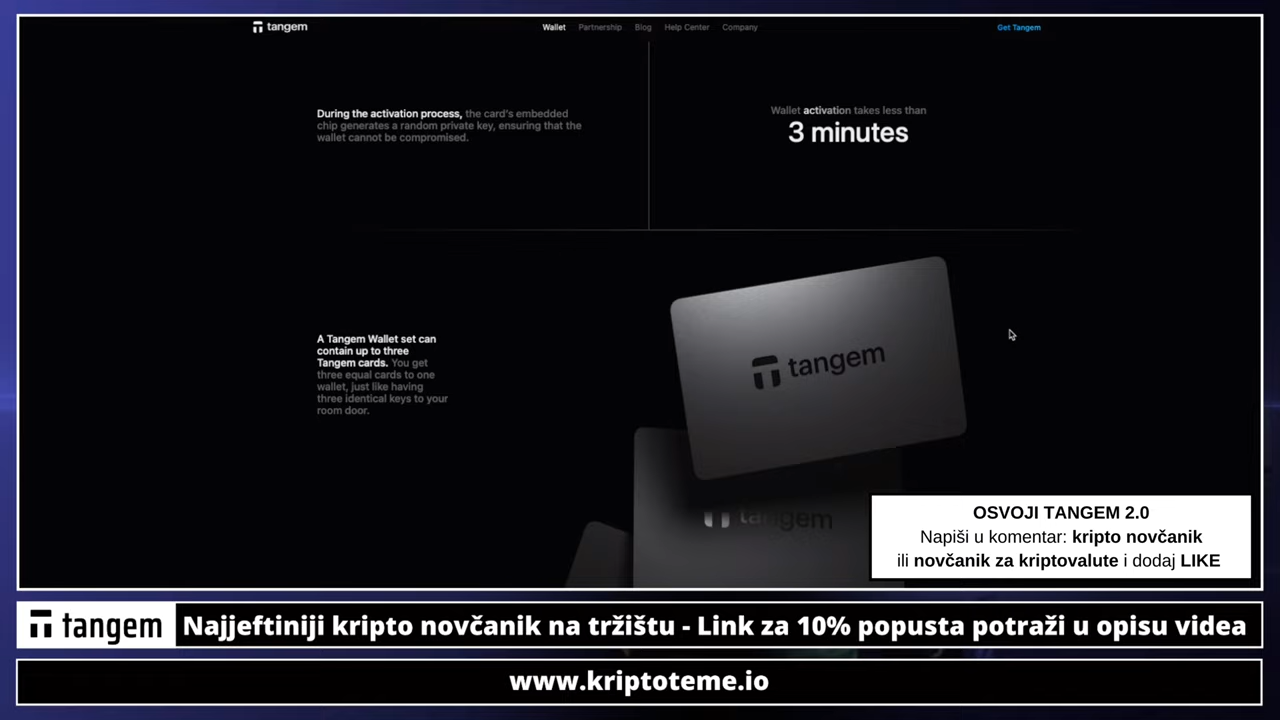 tangem
Wallet Partnership Blog Help Center Company
Get Tangem
During the activation process, the card's embedded
chip generates a random private key, ensuring that the
wallet cannot be compromised.
Wallet activation takes less than
3 minutes
A Tangem Wallet set can
contain up to three
Tangem cards. You get
three equal cards to one
wallet, just like having
three identical keys to your
room door.
tangem
tangem
OSVOJI TANGEM 2.0
Napiši u komentar: kripto novčanik
ili novčanik za kriptovalute i dodaj LIKE
tangem
Najjeftiniji kripto novčanik na tržištu - Link za 10% popusta potraži u opisu videa
www.kriptoteme.io